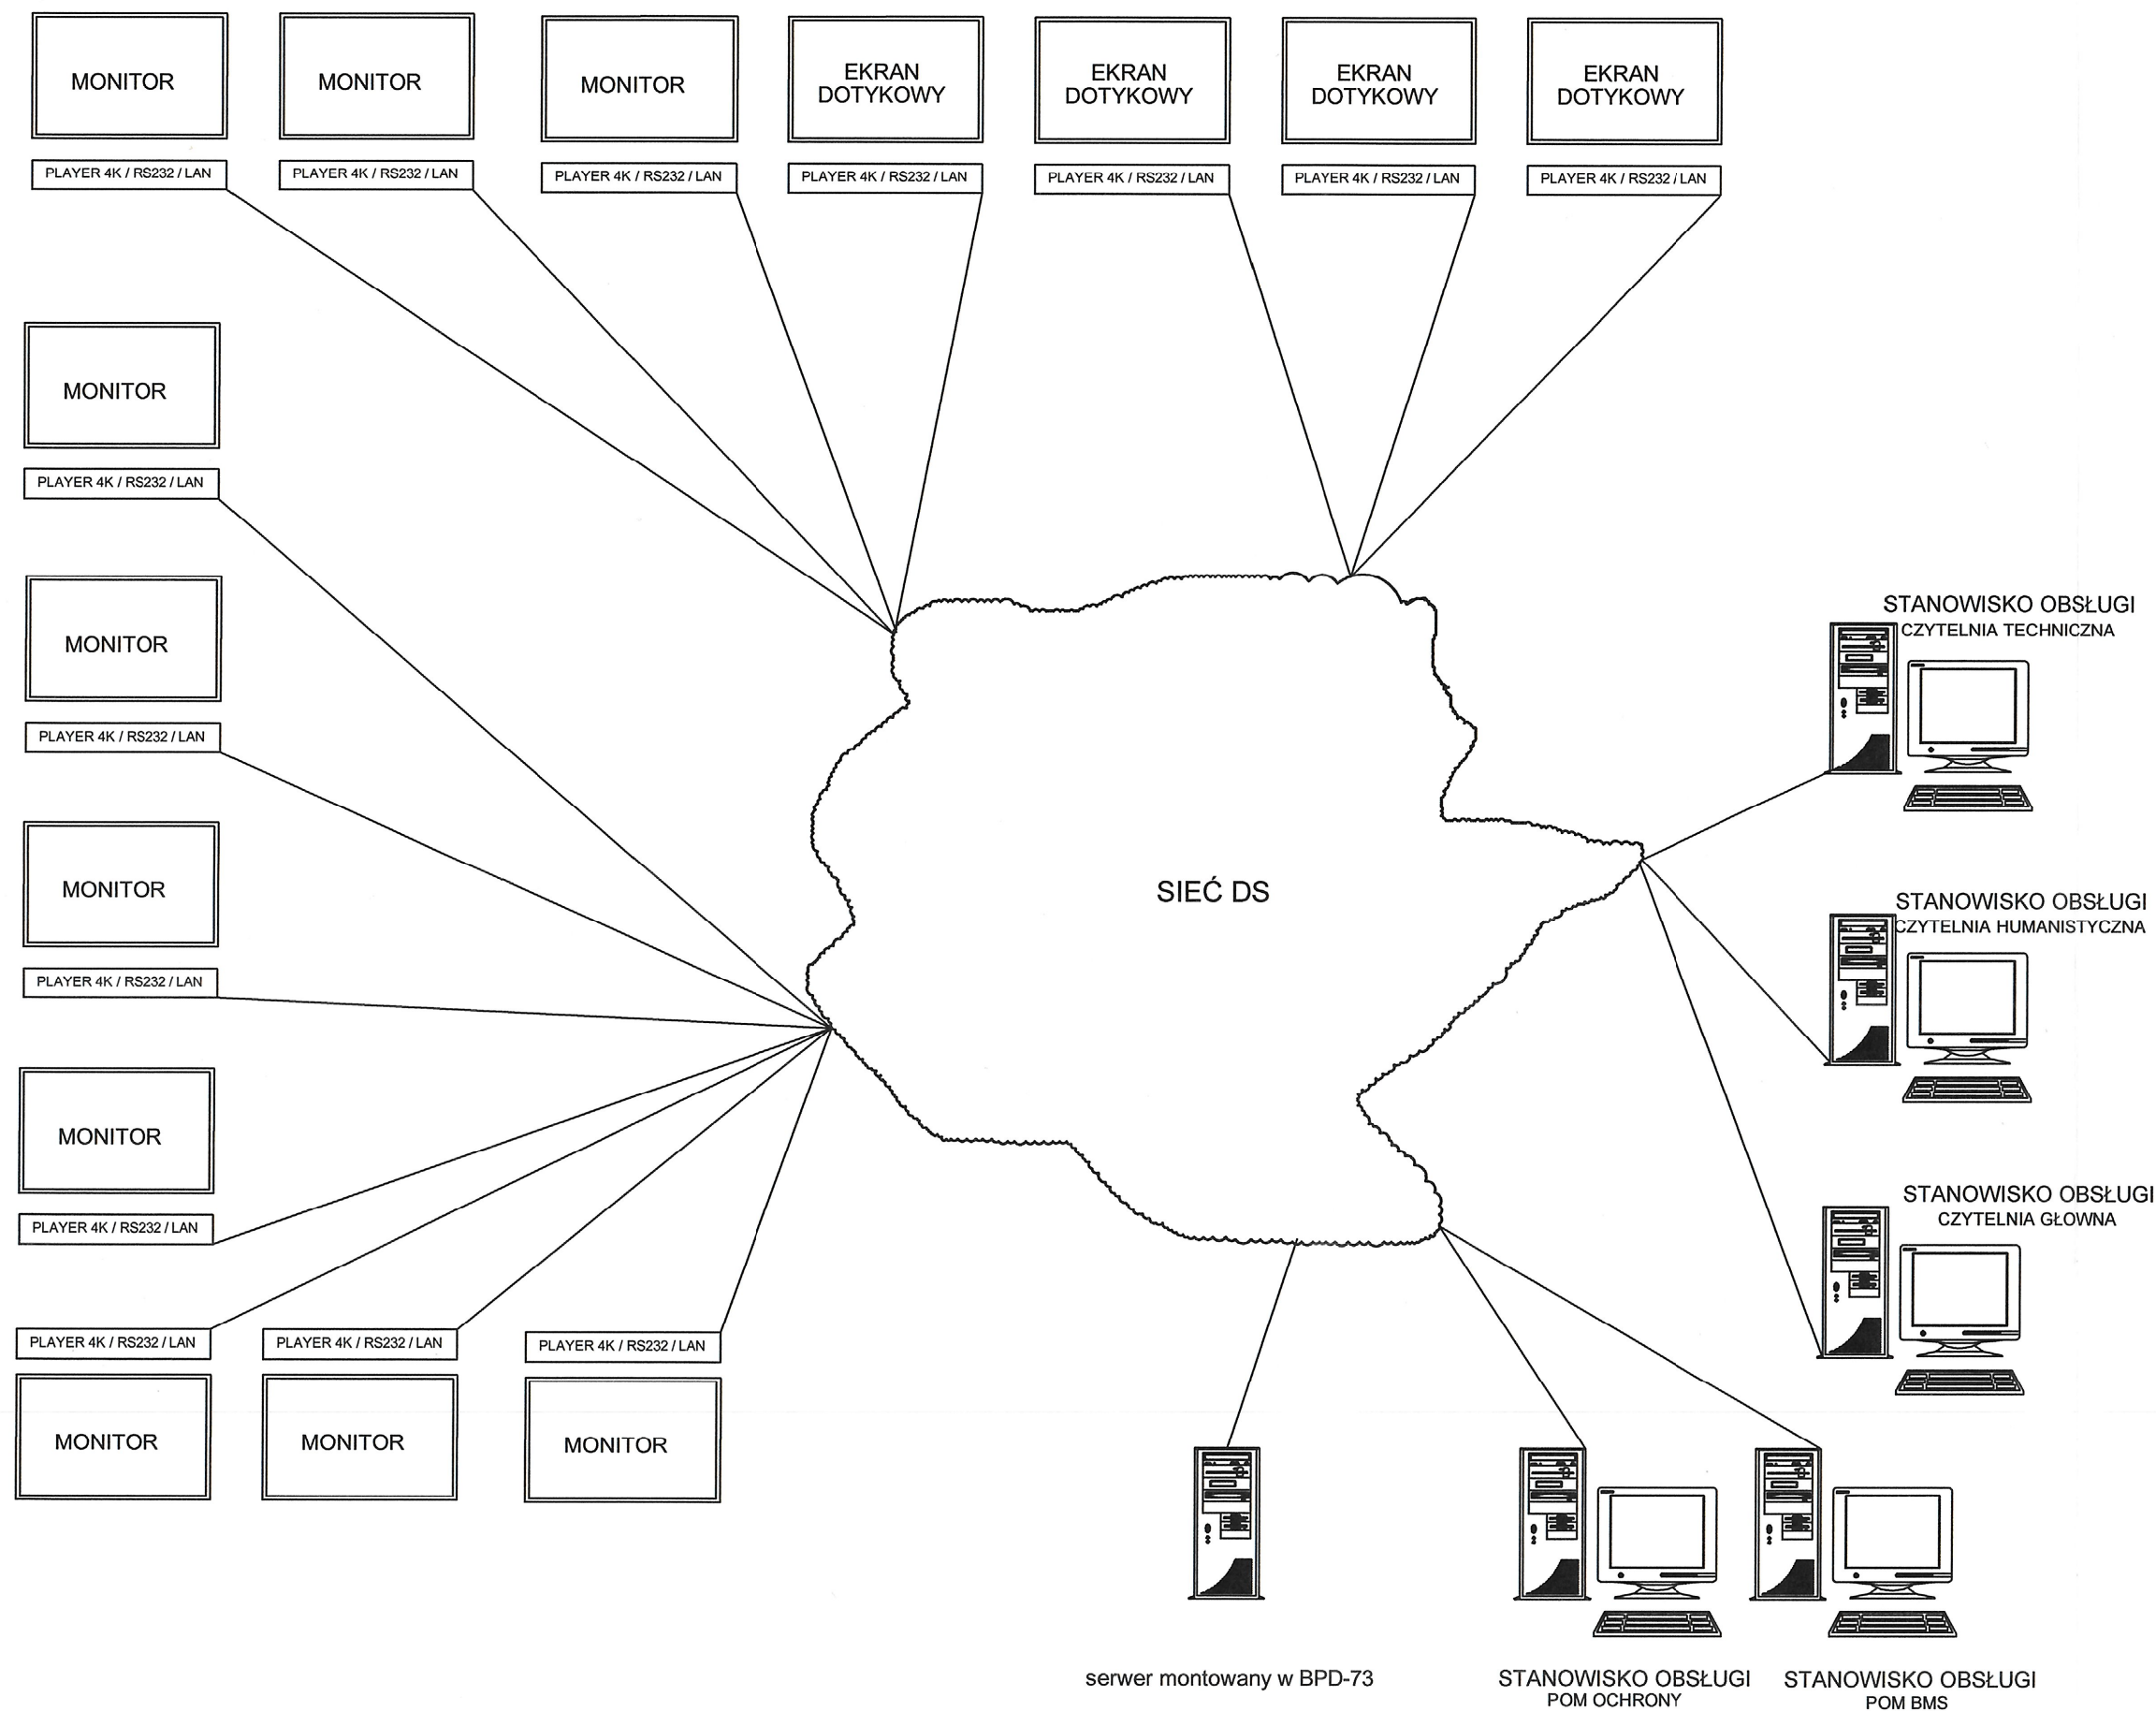 MONITOR
MONITOR
MONITOR
EKRAN
DOTYKOWY
EKRAN
DOTYKOWY
EKRAN
DOTYKOWY
EKRAN
DOTYKOWY
PLAYER 4K / RS232 / LAN
PLAYER 4K / RS232 / LAN
PLAYER 4K / RS232 / LAN
PLAYER 4K / RS232 / LAN
PLAYER 4K / RS232 / LAN
PLAYER 4K / RS232 / LAN
PLAYER 4K / RS232 / LAN
MONITOR
PLAYER 4K / RS232 / LAN
MONITOR
PLAYER 4K / RS232 / LAN
MONITOR
PLAYER 4K / RS232 / LAN
MONITOR
PLAYER 4K / RS232 / LAN
SIEĆ DS
STANOWISKO OBSŁUGI
CZYTELNIA TECHNICZNA
STANOWISKO OBSŁUGI
CZYTELNIA HUMANISTYCZNA
STANOWISKO OBSŁUGI
CZYTELNIA GŁOWNA
PLAYER 4K / RS232 / LAN
PLAYER 4K / RS232 / LAN
PLAYER 4K / RS232 / LAN
MONITOR
MONITOR
MONITOR
serwer montowany w BPD-73
STANOWISKO OBSŁUGI
POM OCHRONY
STANOWISKO OBSŁUGI
POM BMS